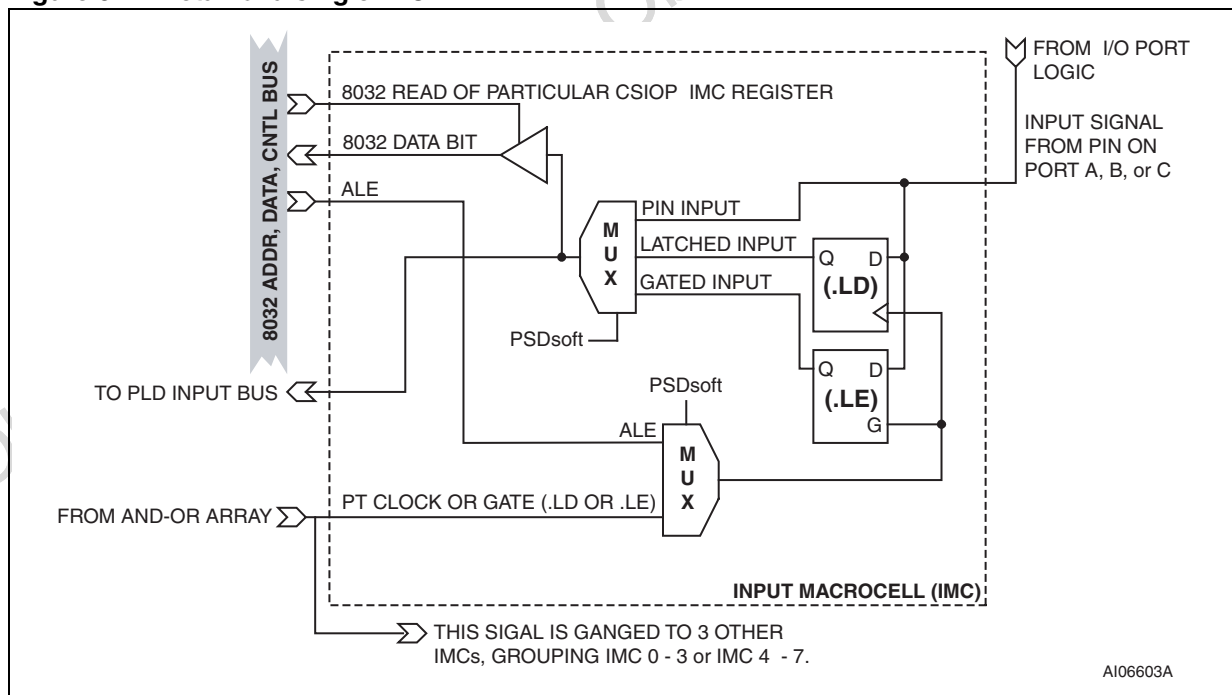 8032 ADDR, DATA, CNTL BUS
8032 READ OF PARTICULAR CSIOP IMC REGISTER
8032 DATA BIT
ALE
FROM I/O PORT
LOGIC
INPUT SIGNAL
FROM PIN ON
PORT A, B, or C
PIN INPUT
LATCHED INPUT
GATED INPUT
M
U
X
PSDsoft
Q D
(.LD)
Q D
(.LE)
G
TO PLD INPUT BUS
PSDsoft
ALE
M
U
X
PT CLOCK OR GATE (.LD OR .LE)
FROM AND-OR ARRAY
INPUT MACROCELL (IMC)
THIS SIGAL IS GANGED TO 3 OTHER
IMCs, GROUPING IMC 0 - 3 or IMC 4 - 7.
AI06603A